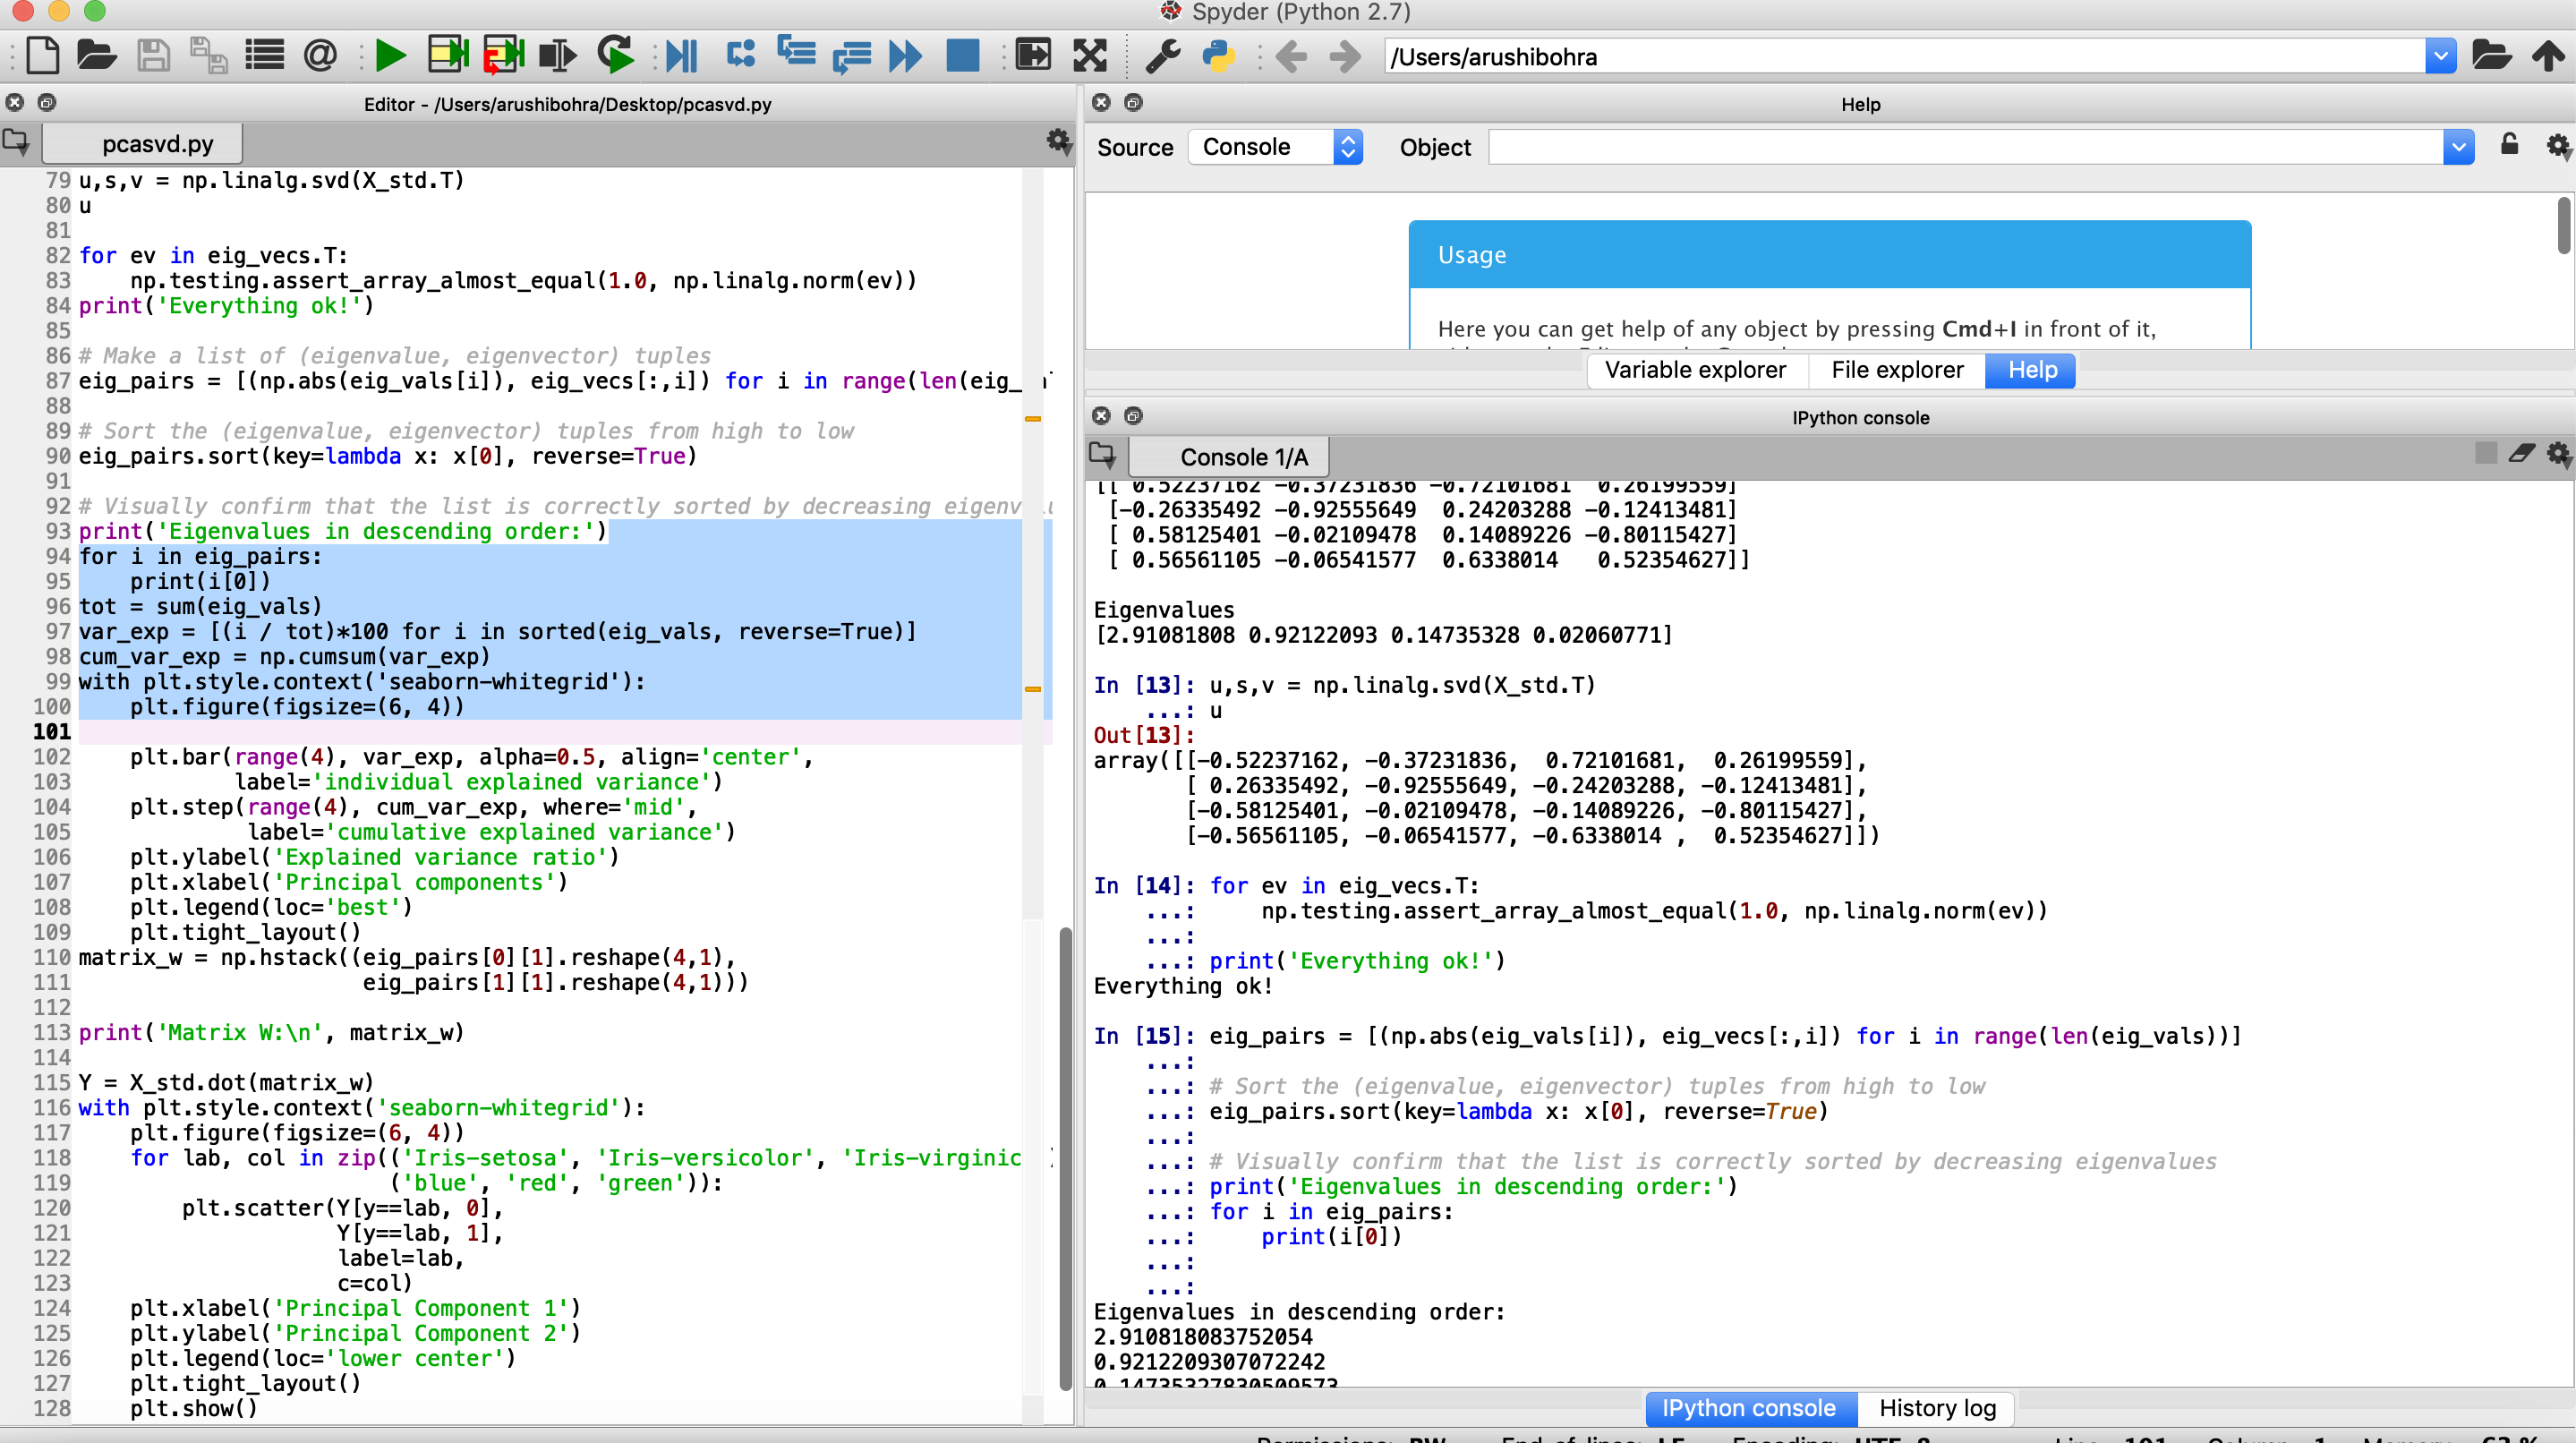 Spyder (Python 2.7)
/Users/arushibohra
Editor - /Users/arushibohra/Desktop/pcasvd.py
pcasvd.py
79 u,s,v = np.linalg.svd(X_std.T)
80 u
81
82 for ev in eig_vecs.T:
83     np.testing.assert_array_almost_equal(1.0, np.linalg.norm(ev))
84 print('Everything ok!')
85
86 # Make a list of (eigenvalue, eigenvector) tuples
87 eig_pairs = [(np.abs(eig_vals[i]), eig_vecs[:,i]) for i in range(len(eig_
88
89 # Sort the (eigenvalue, eigenvector) tuples from high to low
90 eig_pairs.sort(key=lambda x: x[0], reverse=True)
91
92 # Visually confirm that the list is correctly sorted by decreasing eigenv
93 print('Eigenvalues in descending order:')
94 for i in eig_pairs:
95     print(i[0])
96 tot = sum(eig_vals)
97 var_exp = [(i / tot)*100 for i in sorted(eig_vals, reverse=True)]
98 cum_var_exp = np.cumsum(var_exp)
99 with plt.style.context('seaborn-whitegrid'):
100     plt.figure(figsize=(6, 4))
101
102     plt.bar(range(4), var_exp, alpha=0.5, align='center',
103             label='individual explained variance')
104     plt.step(range(4), cum_var_exp, where='mid',
105              label='cumulative explained variance')
106     plt.ylabel('Explained variance ratio')
107     plt.xlabel('Principal components')
108     plt.legend(loc='best')
109     plt.tight_layout()
110 matrix_w = np.hstack((eig_pairs[0][1].reshape(4,1),
111                       eig_pairs[1][1].reshape(4,1)))
112
113 print('Matrix W:\n', matrix_w)
114
115 Y = X_std.dot(matrix_w)
116 with plt.style.context('seaborn-whitegrid'):
117     plt.figure(figsize=(6, 4))
118     for lab, col in zip(('Iris-setosa', 'Iris-versicolor', 'Iris-virginic
119                         ('blue', 'red', 'green')):
120         plt.scatter(Y[y==lab, 0],
121                     Y[y==lab, 1],
122                     label=lab,
123                     c=col)
124     plt.xlabel('Principal Component 1')
125     plt.ylabel('Principal Component 2')
126     plt.legend(loc='lower center')
127     plt.tight_layout()
128     plt.show()
Help
Source Console Object
Usage
Here you can get help of any object by pressing Cmd+I in front of it,
Variable explorer File explorer Help
IPython console
Console 1/A
[[ 0.52237162 -0.37231836 -0.72101681  0.26199559]
 [-0.26335492 -0.92555649  0.24203288 -0.12413481]
 [ 0.58125401 -0.02109478  0.14089226 -0.80115427]
 [ 0.56561105 -0.06541577  0.6338014   0.52354627]]
Eigenvalues
[2.91081808 0.92122093 0.14735328 0.02060771]
In [13]: u,s,v = np.linalg.svd(X_std.T)
    ...: u
Out[13]:
array([[-0.52237162, -0.37231836,  0.72101681,  0.26199559],
       [ 0.26335492, -0.92555649, -0.24203288, -0.12413481],
       [-0.58125401, -0.02109478, -0.14089226, -0.80115427],
       [-0.56561105, -0.06541577, -0.6338014 ,  0.52354627]])
In [14]: for ev in eig_vecs.T:
    ...:     np.testing.assert_array_almost_equal(1.0, np.linalg.norm(ev))
    ...:
    ...: print('Everything ok!')
Everything ok!
In [15]: eig_pairs = [(np.abs(eig_vals[i]), eig_vecs[:,i]) for i in range(len(eig_vals))]
    ...:
    ...: # Sort the (eigenvalue, eigenvector) tuples from high to low
    ...: eig_pairs.sort(key=lambda x: x[0], reverse=True)
    ...:
    ...: # Visually confirm that the list is correctly sorted by decreasing eigenvalues
    ...: print('Eigenvalues in descending order:')
    ...: for i in eig_pairs:
    ...:     print(i[0])
    ...:
    ...:
Eigenvalues in descending order:
2.910818083752054
0.9212209307072242
0.14735327830509573
IPython console History log